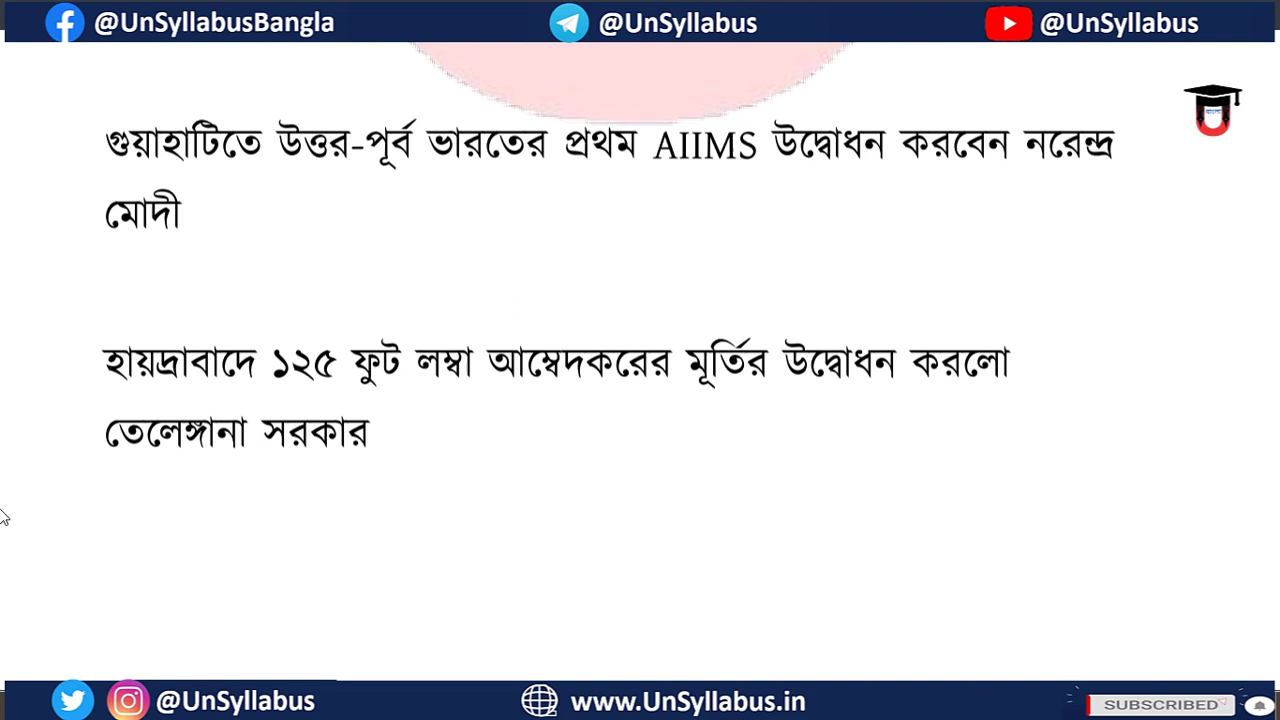 @UnSyllabusBangla @UnSyllabus @UnSyllabus
গুয়াহাটিতে উত্তর-পূর্ব ভারতের প্রথম AIIMS উদ্বোধন করবেন নরেন্দ্র
মোদী
হায়দ্রাবাদে ১২৫ ফুট লম্বা আম্বেদকরের মূর্তির উদ্বোধন করলো
তেলেঙ্গানা সরকার
@UnSyllabus www.UnSyllabus.in SUBSCRIBED